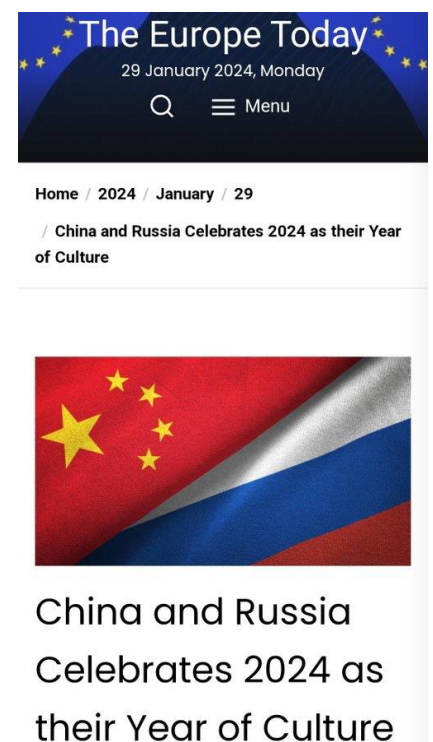 The Europe Today
29 January 2024, Monday
Menu
Home / 2024 / January / 29
/ China and Russia Celebrates 2024 as their Year
of Culture
China and Russia
Celebrates 2024 as
their Year of Culture